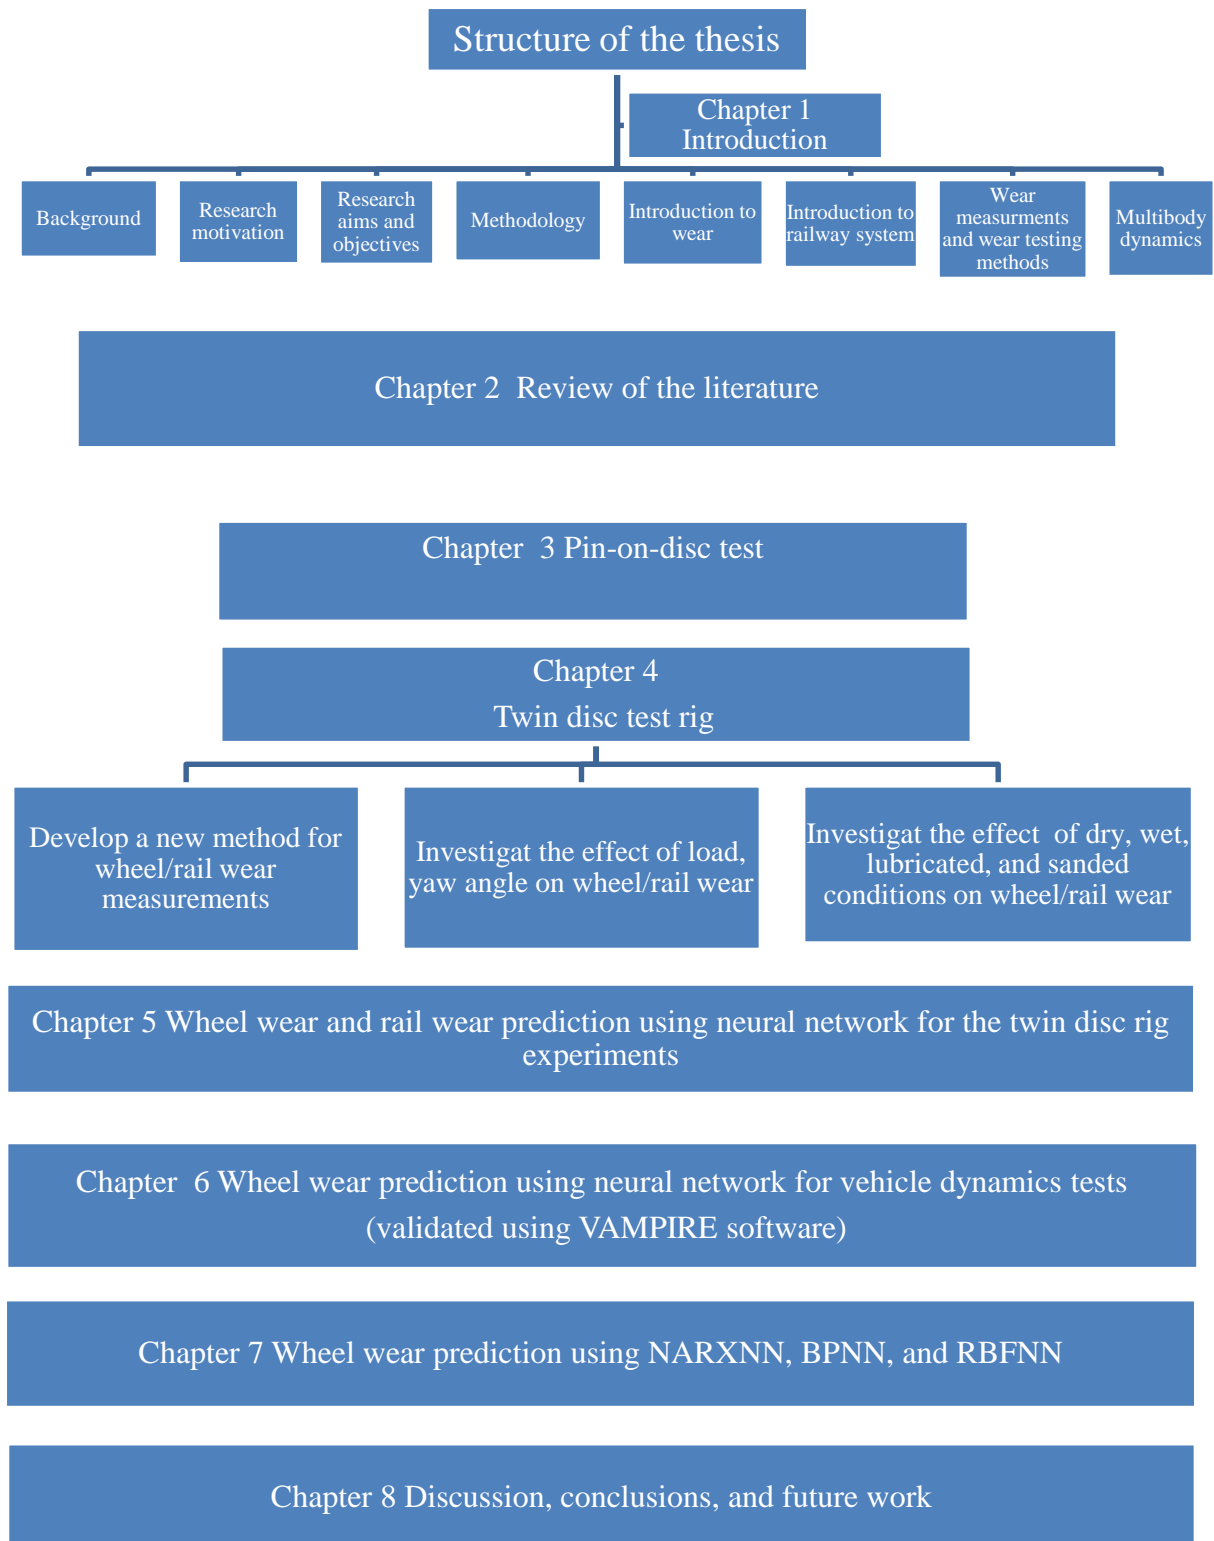 Structure of the thesis
Chapter 1
Introduction
Background
Research
motivation
Research
aims and
objectives
Methodology
Introduction to
wear
Introduction to
railway system
Wear
measurments
and wear testing
methods
Multibody
dynamics
Chapter 2 Review of the literature
Chapter 3 Pin-on-disc test
Chapter 4
Twin disc test rig
Develop a new method for
wheel/rail wear
measurements
Investigat the effect of load,
yaw angle on wheel/rail wear
Investigat the effect of dry, wet,
lubricated, and sanded
conditions on wheel/rail wear
Chapter 5 Wheel wear and rail wear prediction using neural network for the twin disc rig
experiments
Chapter 6 Wheel wear prediction using neural network for vehicle dynamics tests
(validated using VAMPIRE software)
Chapter 7 Wheel wear prediction using NARXNN, BPNN, and RBFNN
Chapter 8 Discussion, conclusions, and future work